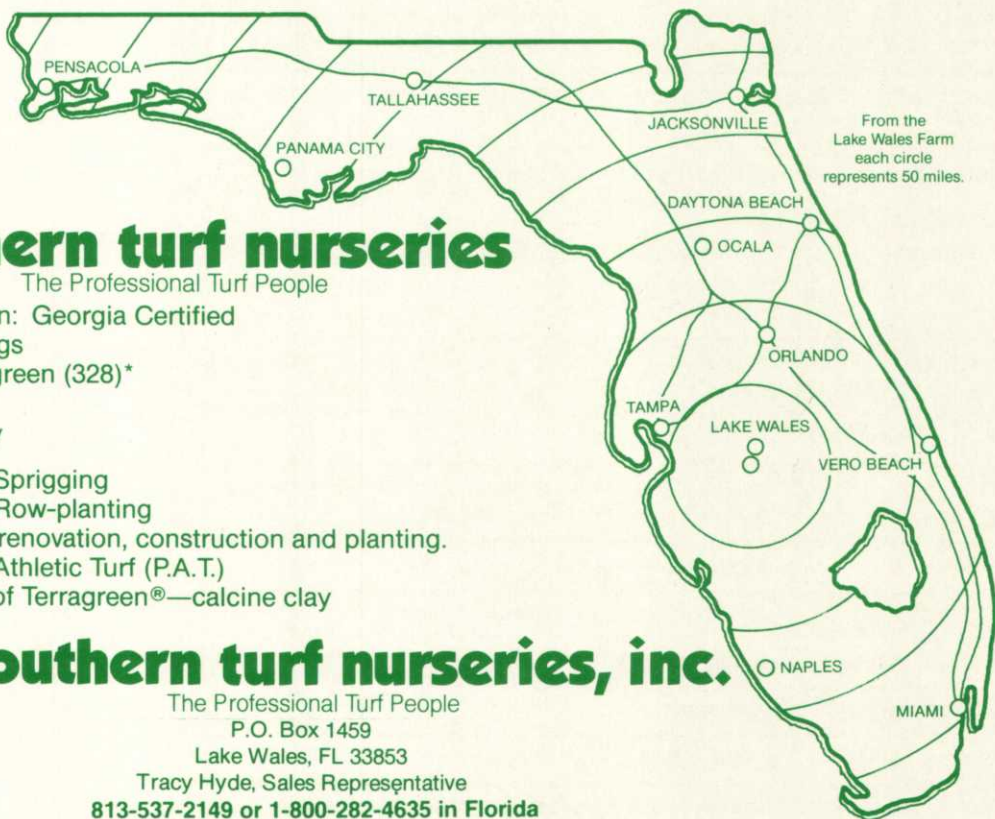 PENSACOLA
TALLAHASSEE
PANAMA CITY
JACKSONVILLE
From the
Lake Wales Farm
each circle
represents 50 miles.
DAYTONA BEACH
OCALA
ORLANDO
TAMPA
LAKE WALES
VERO BEACH
NAPLES
MIAMI
turf nurseries
The Professional Turf People
Georgia Certified
(328)*
Sprigging
Row-planting
renovation, construction and planting.
Athletic Turf (P.A.T.)
of Terragreen®—calcine clay
outhern turf nurseries, inc.
The Professional Turf People
P.O. Box 1459
Lake Wales, FL 33853
Tracy Hyde, Sales Representative
813-537-2149 or 1-800-282-4635 in Florida